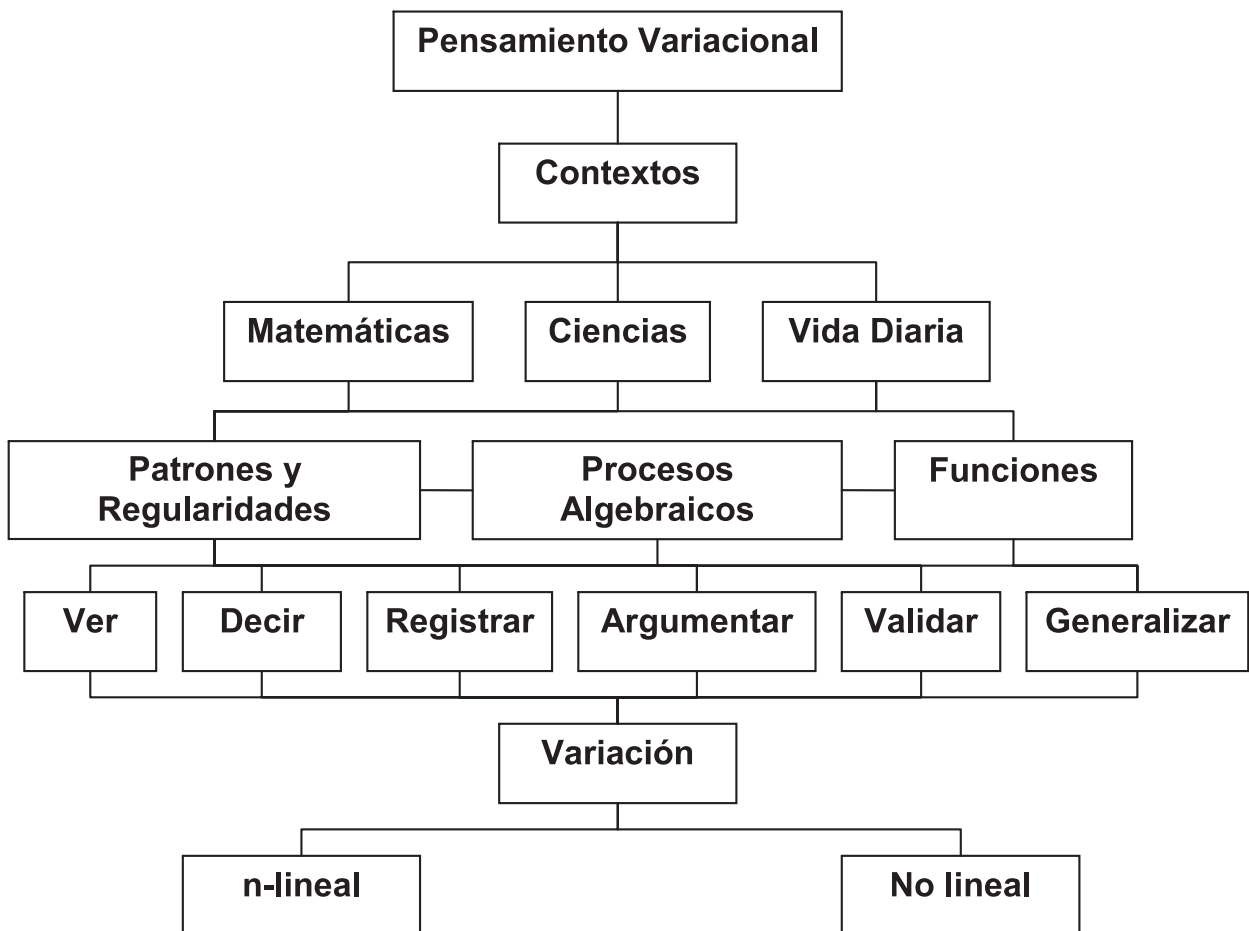 Pensamiento Variacional
Contextos
Matemáticas
Ciencias
Vida Diaria
Patrones y
Regularidades
Procesos
Algebraicos
Funciones
Ver
Decir
Registrar
Argumentar
Validar
Generalizar
Variación
n-lineal
No lineal